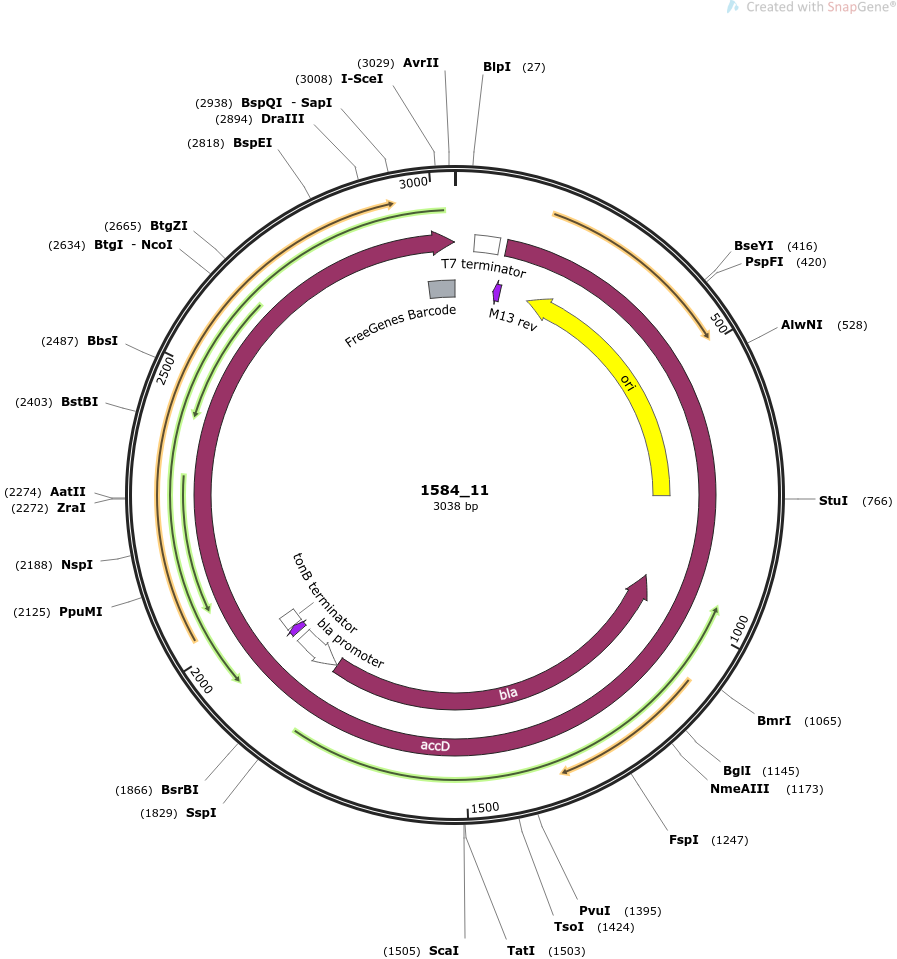 Created with SnapGene®
(3029) AvrII
BlpI (27)
(3008) I-SceI
(2938) BspQI - SapI
(2894) DraIII
(2818) BspEI
3000
(2665) BtgZI
(2634) BtgI - NcoI
BseYI (416)
PspFI (420)
T7 terminator
FreeGenes Barcode
M13 rev
500
AlwNI (528)
(2487) BbsI
2500
ori
(2403) BstBI
(2274) AatII
(2272) ZraI
1584_11
3038 bp
StuI (766)
(2188) NspI
(2125) PpuMI
tonB terminator
bla promoter
1000
2000
bla
accD
BmrI (1065)
BglI (1145)
NmeAIII (1173)
(1866) BsrBI
(1829) SspI
1500
FspI (1247)
PvuI (1395)
TsoI (1424)
(1505) ScaI
TatI (1503)